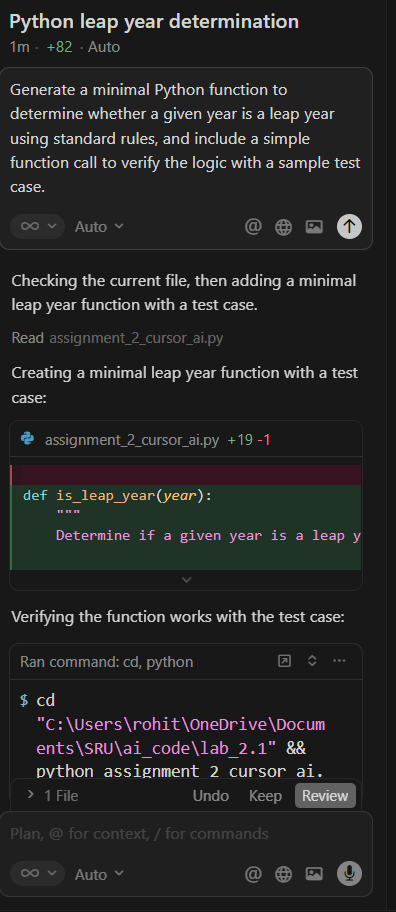 Python leap year determination
1m · +82 · Auto
Generate a minimal Python function to
determine whether a given year is a leap year
using standard rules, and include a simple
function call to verify the logic with a sample test
case.
∞ Auto @
Checking the current file, then adding a minimal
leap year function with a test case.
Read assignment_2_cursor_ai.py
Creating a minimal leap year function with a test
case:
assignment_2_cursor_ai.py +19 -1
def is_leap_year(year):
"""
Determine if a given year is a leap y
Verifying the function works with the test case:
Ran command: cd, python ···
$ cd
"C:\Users\rohit\OneDrive\Docum
ents\SRU\ai_code\lab_2.1" &&
python assignment_2_cursor_ai.
> 1 File Undo Keep Review
Plan, @ for context, / for commands
∞ Auto @